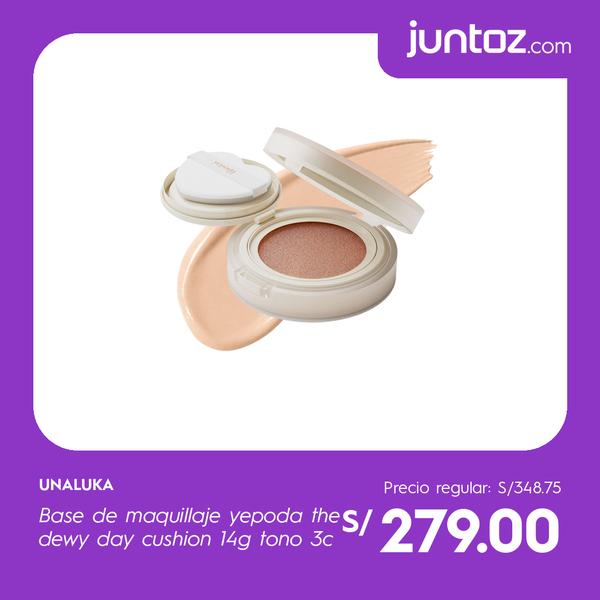 juntoz.com
yepoda
UNALUKA
Base de maquillaje yepoda the
dewy day cushion 14g tono 3c
Precio regular: S/348.75
S/279.00